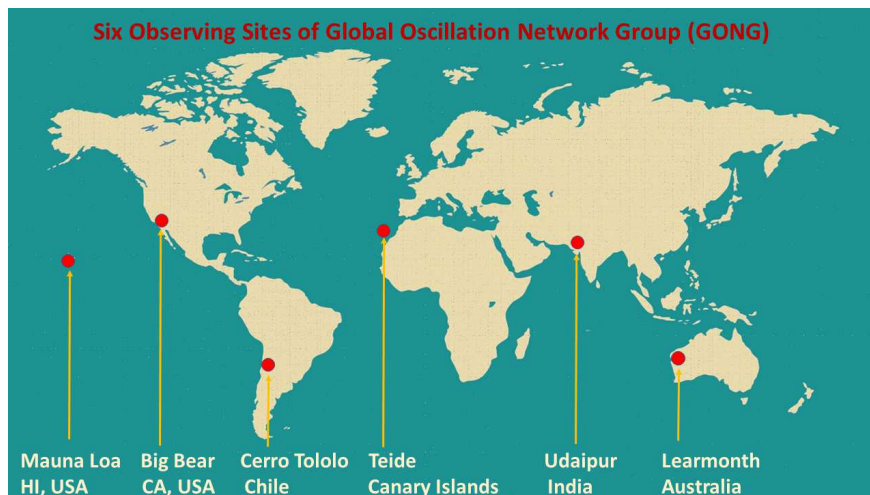 Six Observing Sites of Global Oscillation Network Group (GONG)
Mauna Loa
HI, USA
Big Bear
CA, USA
Cerro Tololo
Chile
Teide
Canary Islands
Udaipur
India
Learmonth
Australia